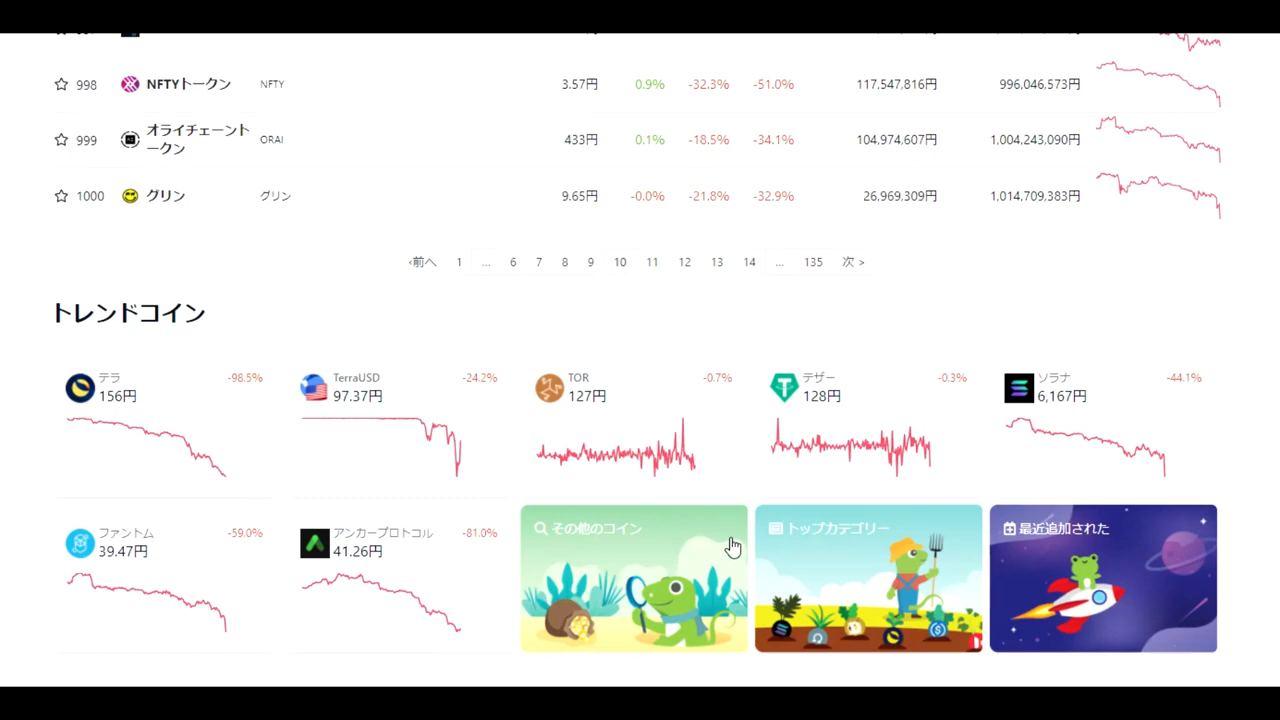 998 NFTYトークン NFTY 3.57円 0.9% -32.3% -51.0% 117,547,816円 996,046,573円
999 オライチェーント
ークン ORAI 433円 0.1% -18.5% -34.1% 104,974,607円 1,004,243,090円
1000 グリン グリン 9.65円 -0.0% -21.8% -32.9% 26,969,309円 1,014,709,383円
‹前へ 1 ... 6 7 8 9 10 11 12 13 14 ... 135 次 >
トレンドコイン
テラ -98.5% TerraUSD -24.2% TOR -0.7% テザー -0.3% ソラナ -44.1%
156円 97.37円 127円 128円 6,167円
ファントム -59.0% アンカープロトコル -81.0% その他のコイン トップカテゴリー 最近追加された
39.47円 41.26円